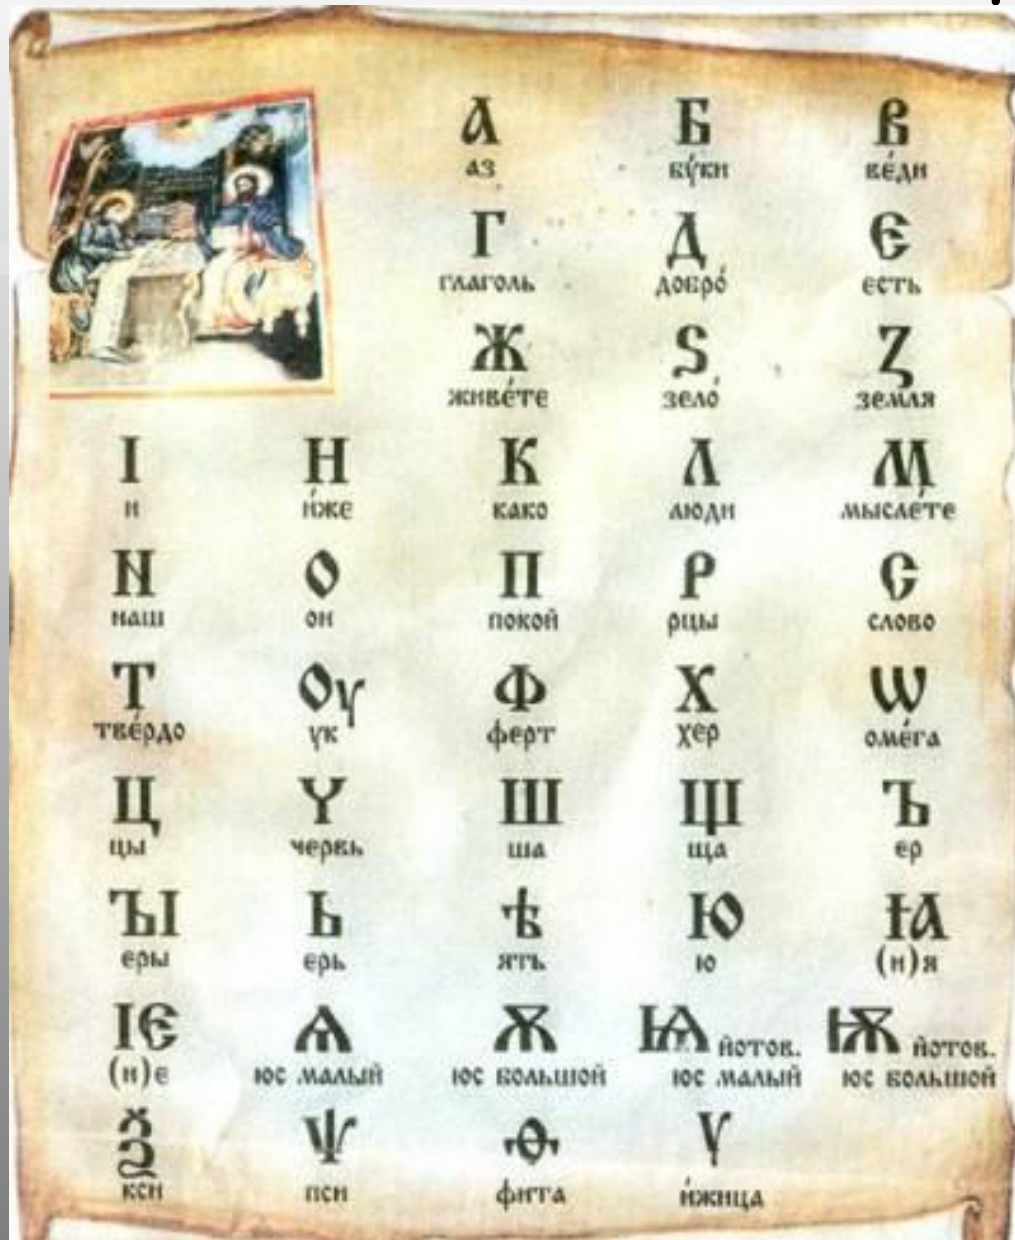 А Б В
аз бу́ки ве́ди
Г Д Є
глаголь добро́ єсть
Ж Ѕ З
живе́те зело́ земля
І Н К Л М
и и́же како люди мысле́те
N О П Р С
наш он покой рцы слово
Т Оу Ф Х Ѡ
тве́рдо ук ферт хер оме́га
Ц Ч Ш Щ Ъ
цы червь ша ща ер
ЪІ Ь Ѣ Ю Ꙗ
еры ерь ять ю (и)я
Ѥ Ѧ Ѫ Ѩ йотов. Ѭ йотов.
(и)е юс малый юс большой юс малый юс большой
Ѯ Ѱ Ѳ Ѵ
кси пси фита и́жица